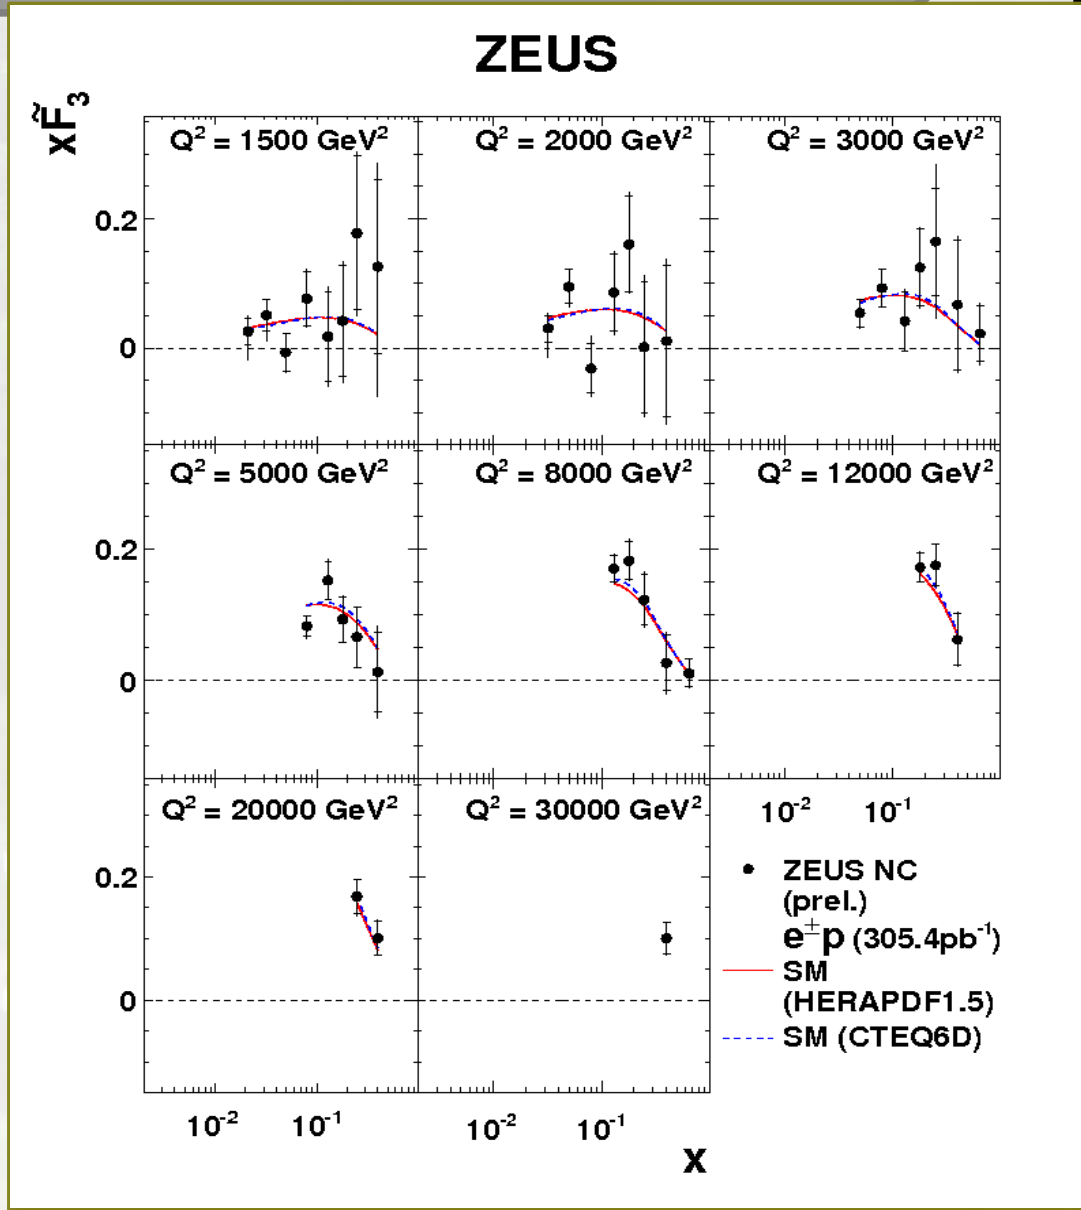 ZEUS
xF̃₃
Q² = 1500 GeV²
Q² = 2000 GeV²
Q² = 3000 GeV²
0.2
0
Q² = 5000 GeV²
Q² = 8000 GeV²
Q² = 12000 GeV²
0.2
0
10⁻²
10⁻¹
Q² = 20000 GeV²
Q² = 30000 GeV²
0.2
0
ZEUS NC
(prel.)
e±p (305.4pb⁻¹)
SM
(HERAPDF1.5)
SM (CTEQ6D)
10⁻²
10⁻¹
10⁻²
10⁻¹
x